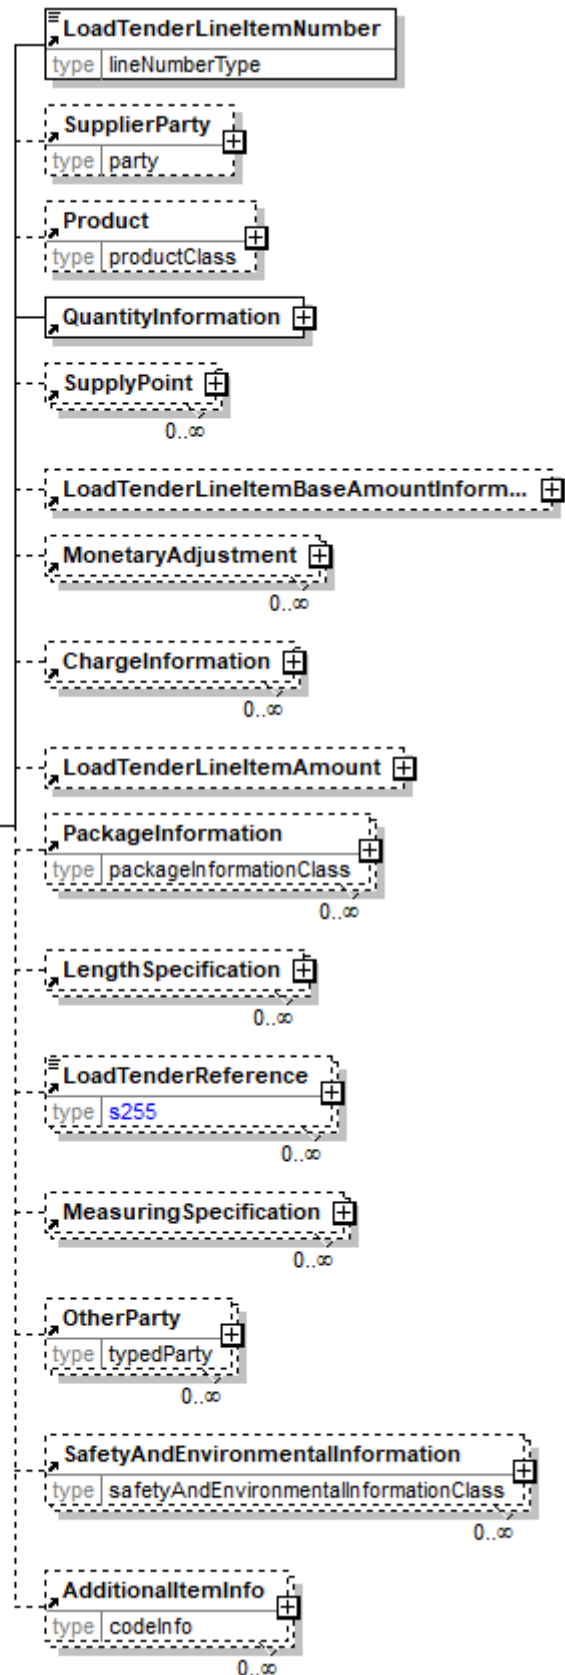 LoadTenderLineItemNumber
type lineNumberType
SupplierParty
type party
Product
type productClass
QuantityInformation
SupplyPoint
0..∞
LoadTenderLineItemBaseAmountInform...
MonetaryAdjustment
0..∞
ChargeInformation
0..∞
LoadTenderLineItemAmount
PackageInformation
type packageInformationClass
0..∞
LengthSpecification
0..∞
LoadTenderReference
type s255
0..∞
MeasuringSpecification
0..∞
OtherParty
type typedParty
0..∞
SafetyAndEnvironmentalInformation
type safetyAndEnvironmentalInformationClass
0..∞
AdditionalItemInfo
type codeInfo
0..∞